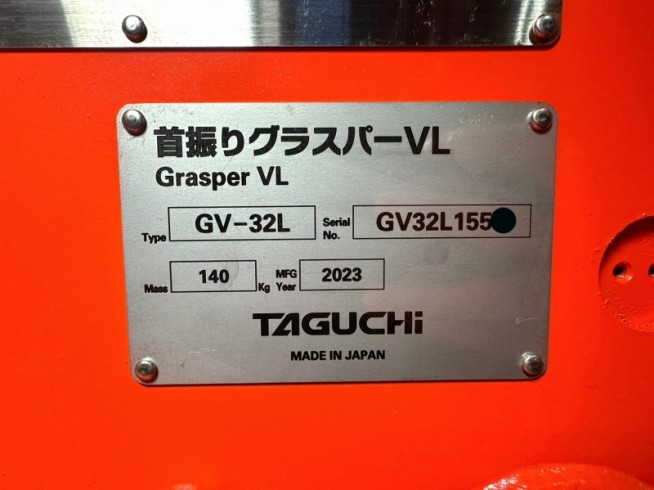 首振りグラスパーVL
Grasper VL
Type GV-32L Serial No. GV32L155
Mass 140 Kg MFG Year 2023
TAGUCHi
MADE IN JAPAN